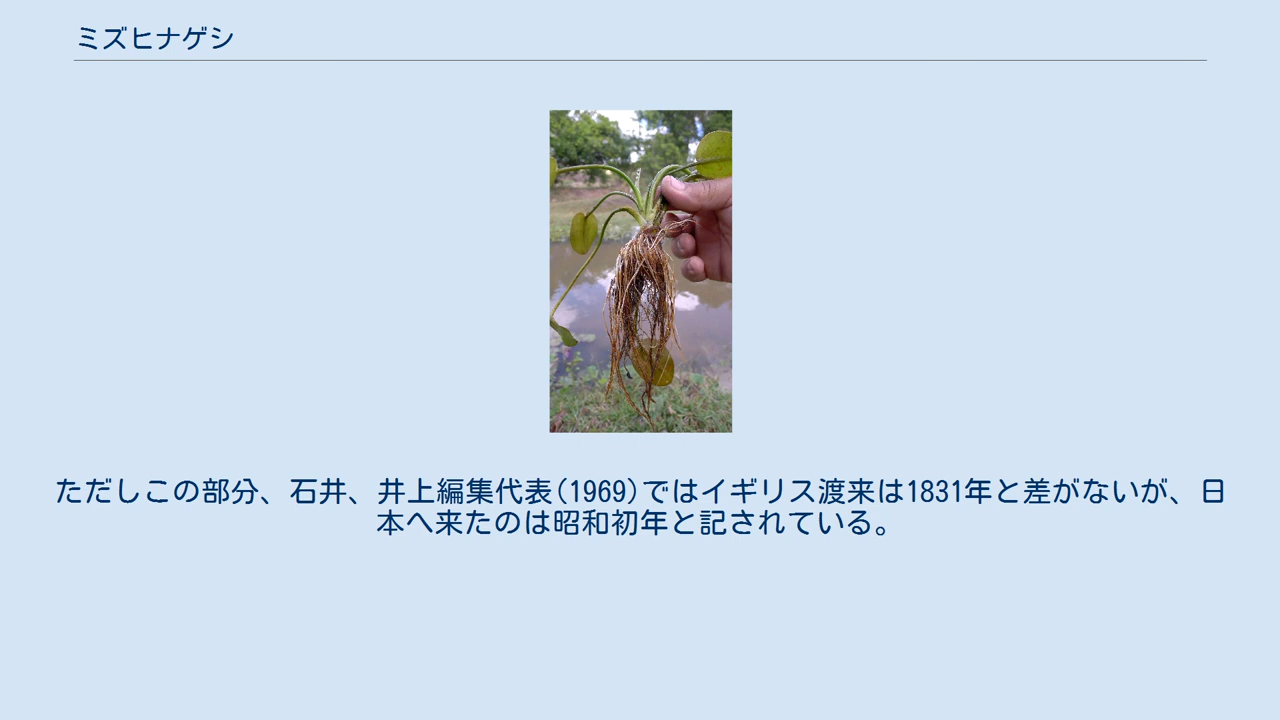 ミズヒナゲシ
ただしこの部分、石井、井上編集代表(1969)ではイギリス渡来は1831年と差がないが、日
本へ来たのは昭和初年と記されている。